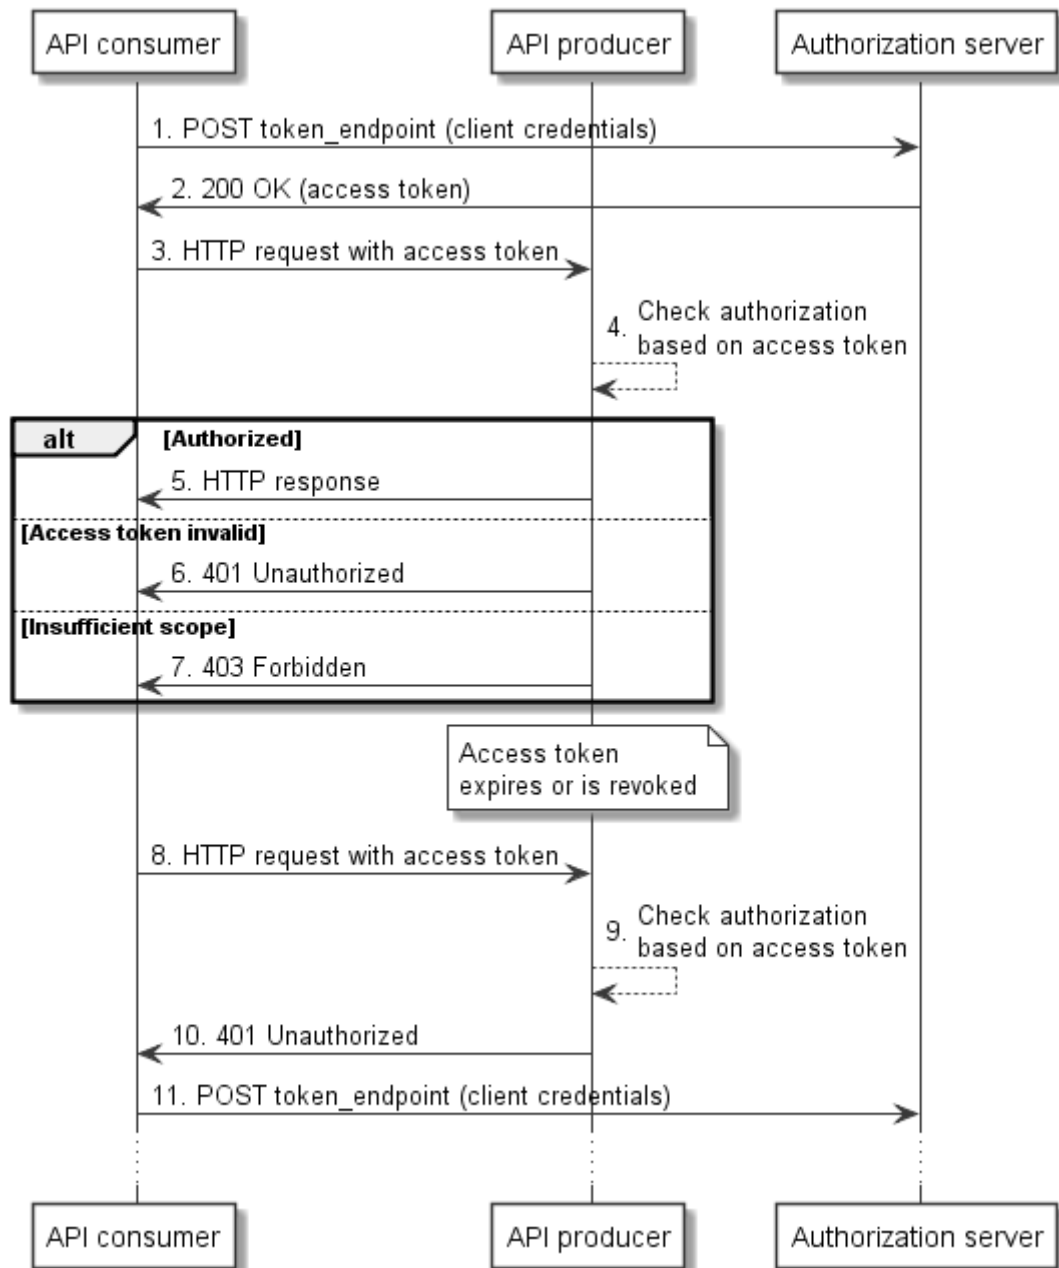 API consumer
API producer
Authorization server
1. POST token_endpoint (client credentials)
2. 200 OK (access token)
3. HTTP request with access token
4. Check authorization
based on access token
alt
[Authorized]
5. HTTP response
[Access token invalid]
6. 401 Unauthorized
[Insufficient scope]
7. 403 Forbidden
Access token
expires or is revoked
8. HTTP request with access token
9. Check authorization
based on access token
10. 401 Unauthorized
11. POST token_endpoint (client credentials)
API consumer
API producer
Authorization server